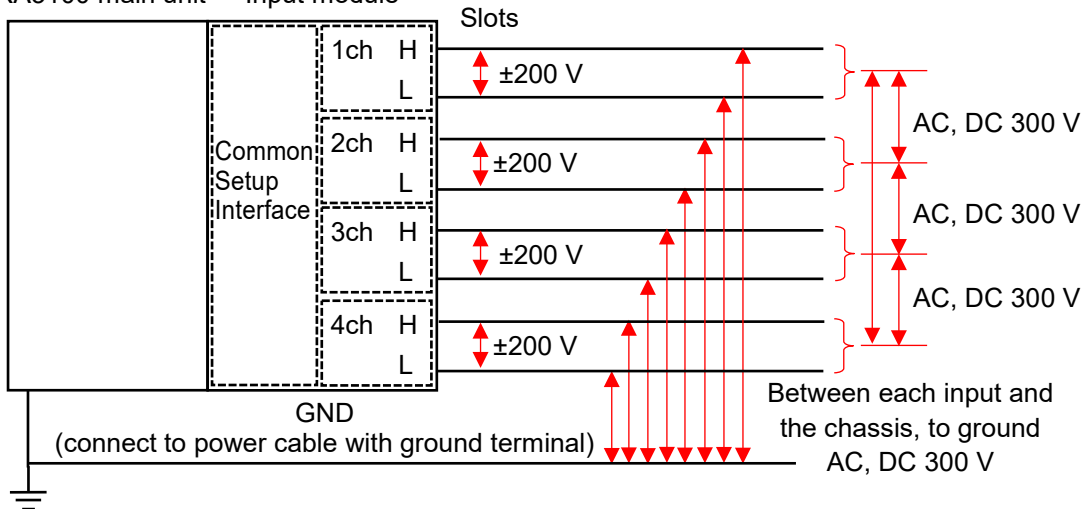 input module
Slots
1ch H
L
±200 V
2ch H
L
±200 V
3ch H
L
±200 V
4ch H
L
±200 V
Common
Setup
Interface
AC, DC 300 V
AC, DC 300 V
AC, DC 300 V
GND
(connect to power cable with ground terminal)
Between each input and
the chassis, to ground
AC, DC 300 V